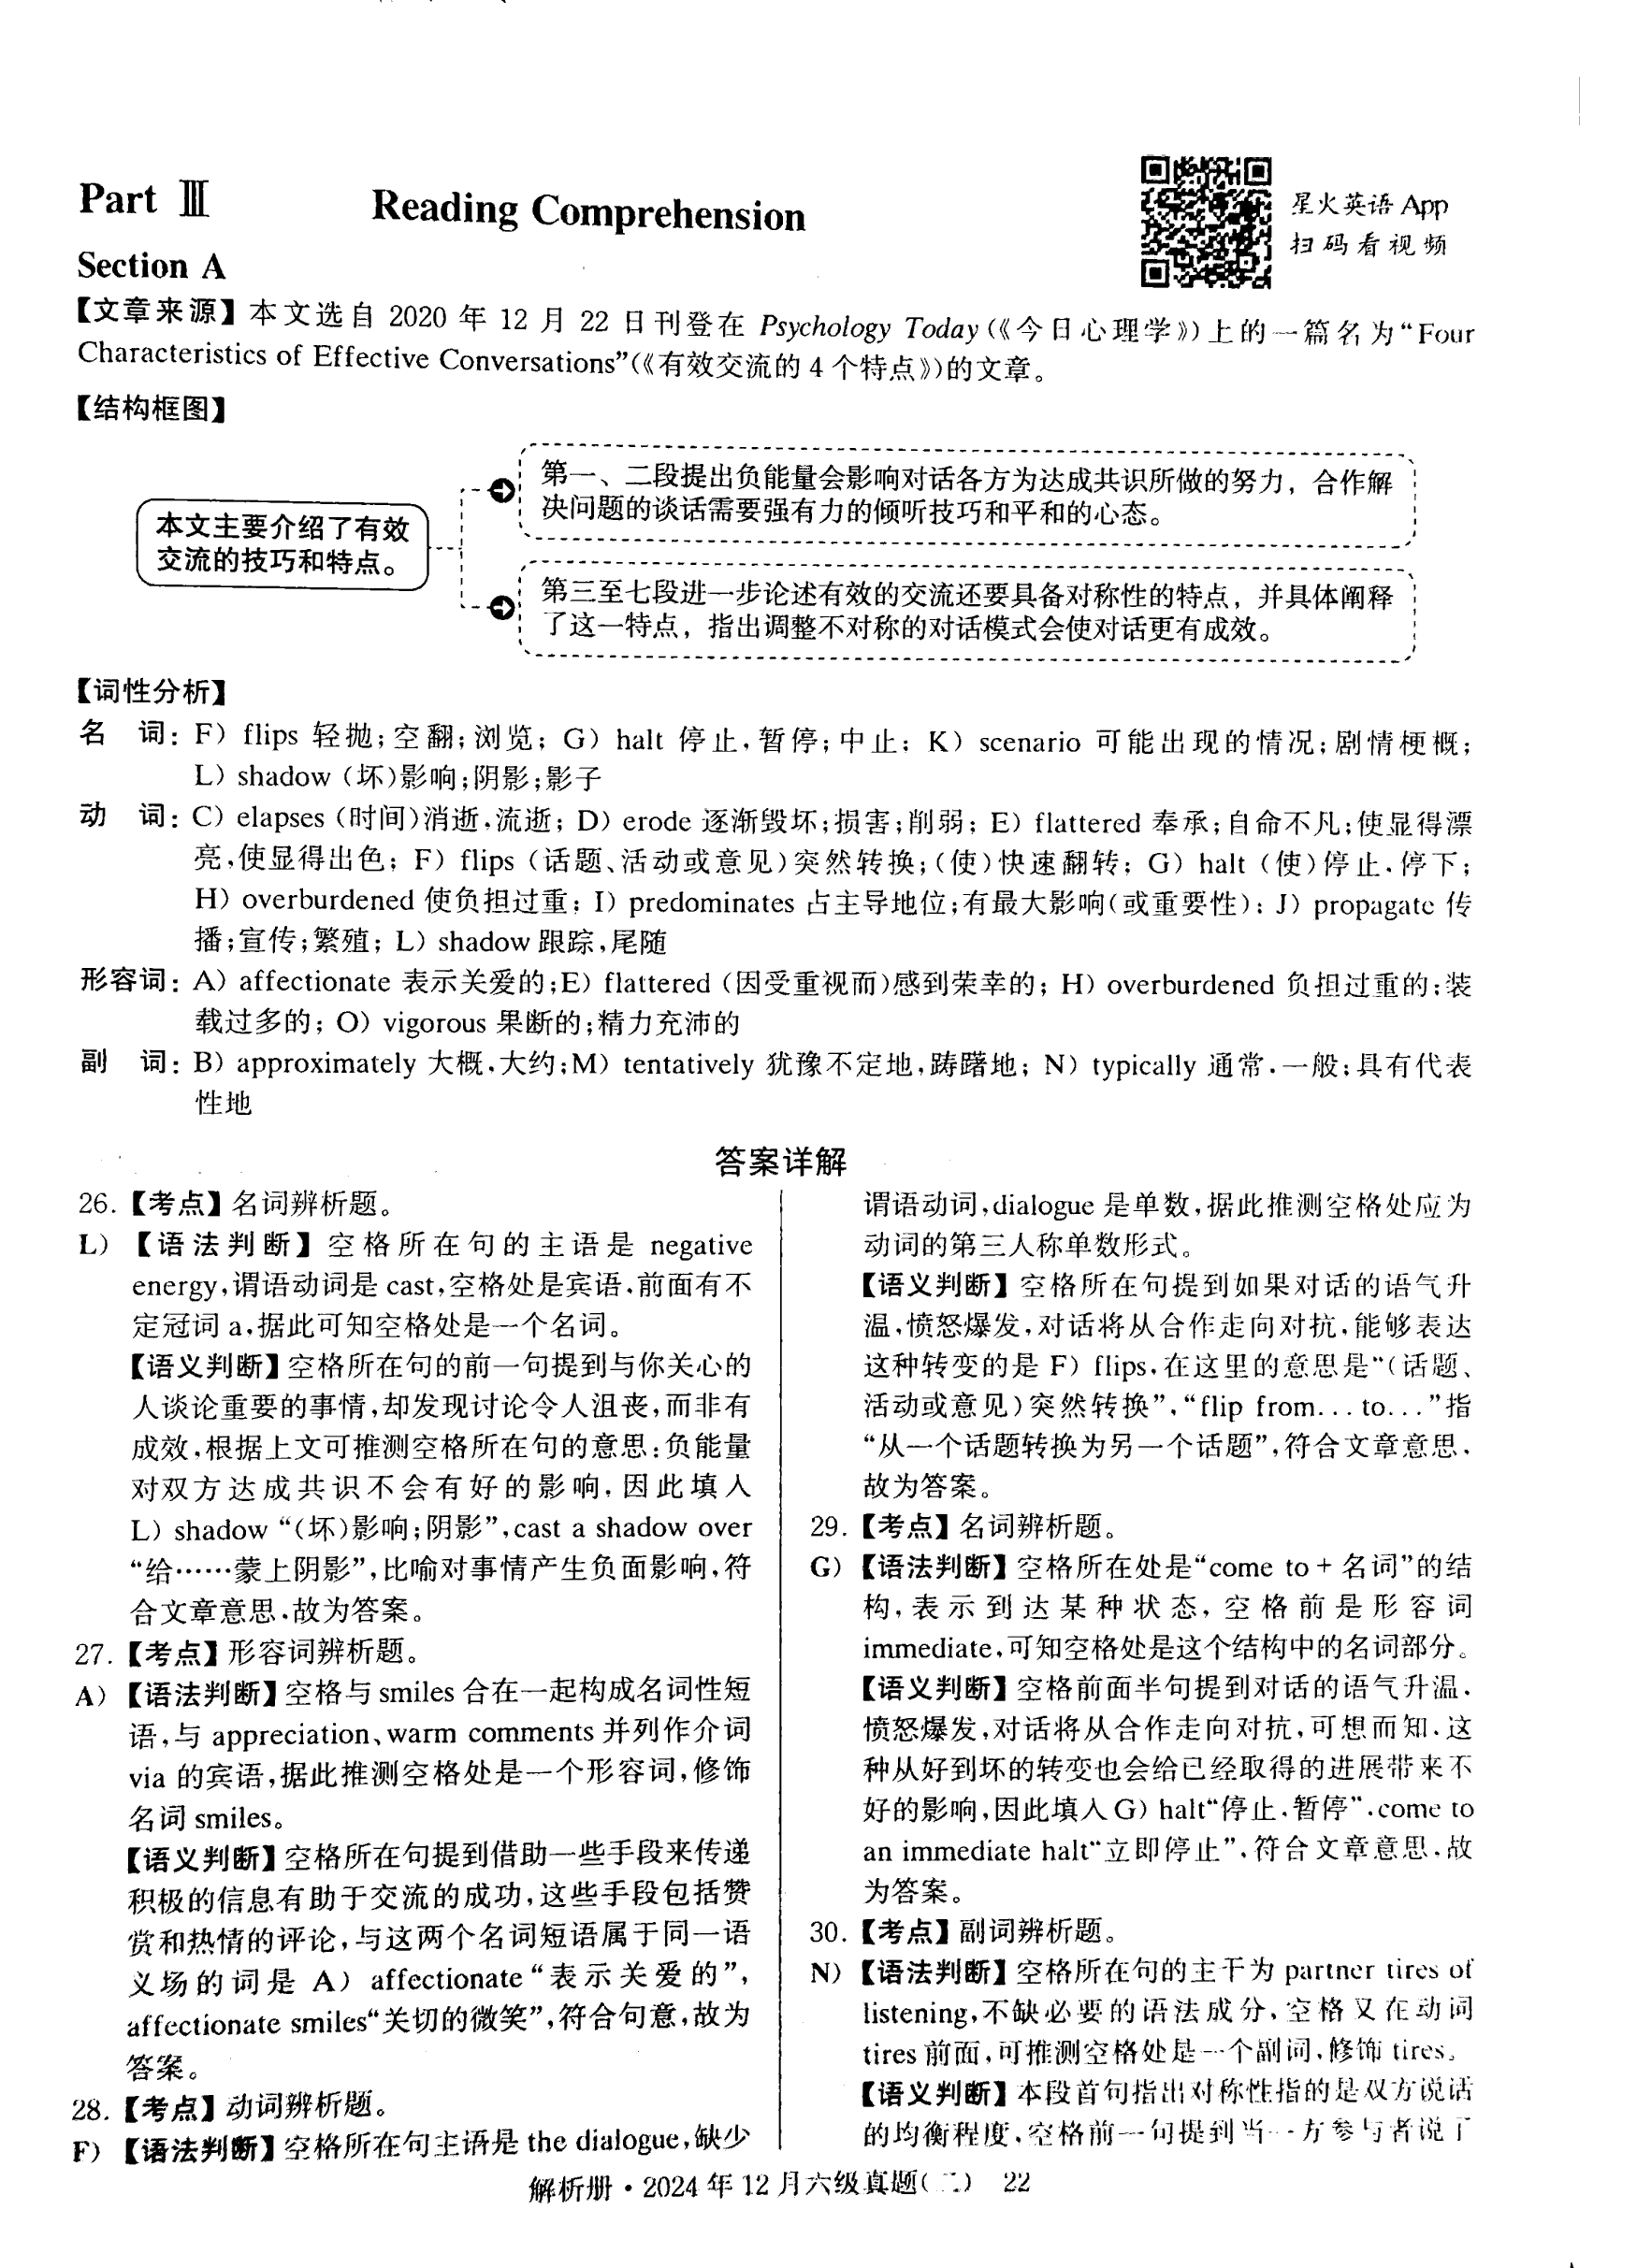 Part Ⅲ
Reading Comprehension
星火英语 App
扫码看视频
Section A
【文章来源】本文选自 2020 年 12 月 22 日刊登在 Psychology Today(《今日心理学》)上的一篇名为“Four
Characteristics of Effective Conversations”(《有效交流的 4 个特点》)的文章。
【结构框图】
本文主要介绍了有效
交流的技巧和特点。
第一、二段提出负能量会影响对话各方为达成共识所做的努力，合作解
决问题的谈话需要强有力的倾听技巧和平和的心态。
第三至七段进一步论述有效的交流还要具备对称性的特点，并具体阐释
了这一特点，指出调整不对称的对话模式会使对话更有成效。
【词性分析】
名　词：F) flips 轻抛;空翻;浏览; G) halt 停止,暂停;中止; K) scenario 可能出现的情况;剧情梗概;
L) shadow (坏)影响;阴影;影子
动　词：C) elapses (时间)消逝,流逝; D) erode 逐渐毁坏;损害;削弱; E) flattered 奉承;自命不凡;使显得漂
亮,使显得出色; F) flips (话题、活动或意见)突然转换;(使)快速翻转; G) halt (使)停止,停下;
H) overburdened 使负担过重; I) predominates 占主导地位;有最大影响(或重要性); J) propagate 传
播;宣传;繁殖; L) shadow 跟踪,尾随
形容词：A) affectionate 表示关爱的;E) flattered (因受重视而)感到荣幸的; H) overburdened 负担过重的;装
载过多的; O) vigorous 果断的;精力充沛的
副　词：B) approximately 大概,大约;M) tentatively 犹豫不定地,踌躇地; N) typically 通常,一般;具有代表
性地
答案详解
26.【考点】名词辨析题。
L) 【语法判断】空格所在句的主语是 negative
energy,谓语动词是 cast,空格处是宾语,前面有不
定冠词 a,据此可知空格处是一个名词。
【语义判断】空格所在句的前一句提到与你关心的
人谈论重要的事情,却发现讨论令人沮丧,而非有
成效,根据上文可推测空格所在句的意思:负能量
对双方达成共识不会有好的影响,因此填入
L) shadow “(坏)影响;阴影”,cast a shadow over
“给……蒙上阴影”,比喻对事情产生负面影响,符
合文章意思,故为答案。
27.【考点】形容词辨析题。
A) 【语法判断】空格与 smiles 合在一起构成名词性短
语,与 appreciation、warm comments 并列作介词
via 的宾语,据此推测空格处是一个形容词,修饰
名词 smiles。
【语义判断】空格所在句提到借助一些手段来传递
积极的信息有助于交流的成功,这些手段包括赞
赏和热情的评论,与这两个名词短语属于同一语
义场的词是 A) affectionate “表示关爱的”,
affectionate smiles“关切的微笑”,符合句意,故为
答案。
28.【考点】动词辨析题。
F) 【语法判断】空格所在句主语是 the dialogue,缺少
谓语动词,dialogue 是单数,据此推测空格处应为
动词的第三人称单数形式。
【语义判断】空格所在句提到如果对话的语气升
温,愤怒爆发,对话将从合作走向对抗,能够表达
这种转变的是 F) flips,在这里的意思是“(话题、
活动或意见)突然转换”,“flip from... to...”指
“从一个话题转换为另一个话题”,符合文章意思,
故为答案。
29.【考点】名词辨析题。
G) 【语法判断】空格所在处是“come to + 名词”的结
构,表示到达某种状态,空格前是形容词
immediate,可知空格处是这个结构中的名词部分。
【语义判断】空格前面半句提到对话的语气升温,
愤怒爆发,对话将从合作走向对抗,可想而知,这
种从好到坏的转变也会给已经取得的进展带来不
好的影响,因此填入 G) halt“停止,暂停”,come to
an immediate halt“立即停止”,符合文章意思,故
为答案。
30.【考点】副词辨析题。
N) 【语法判断】空格所在句的主干为 partner tires of
listening,不缺必要的语法成分,空格又在动词
tires 前面,可推测空格处是一个副词,修饰 tires。
【语义判断】本段首句指出对称性指的是双方说话
的均衡程度,空格前一句提到当一方参与者说了
解析册·2024 年 12 月六级真题(二)　22